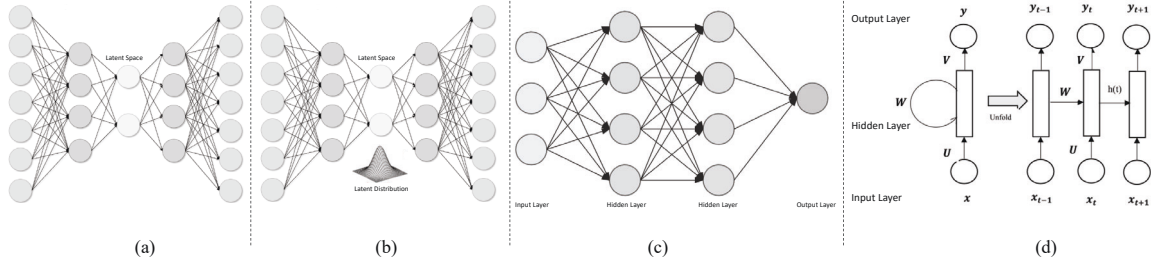 Latent Space
(a)
Latent Space
Latent Distribution
(b)
Input Layer
Hidden Layer
Hidden Layer
Output Layer
(c)
Output Layer
y
y_{t-1}
y_t
y_{t+1}
V
V
W
Unfold
W
h(t)
Hidden Layer
U
U
Input Layer
x
x_{t-1}
x_t
x_{t+1}
(d)